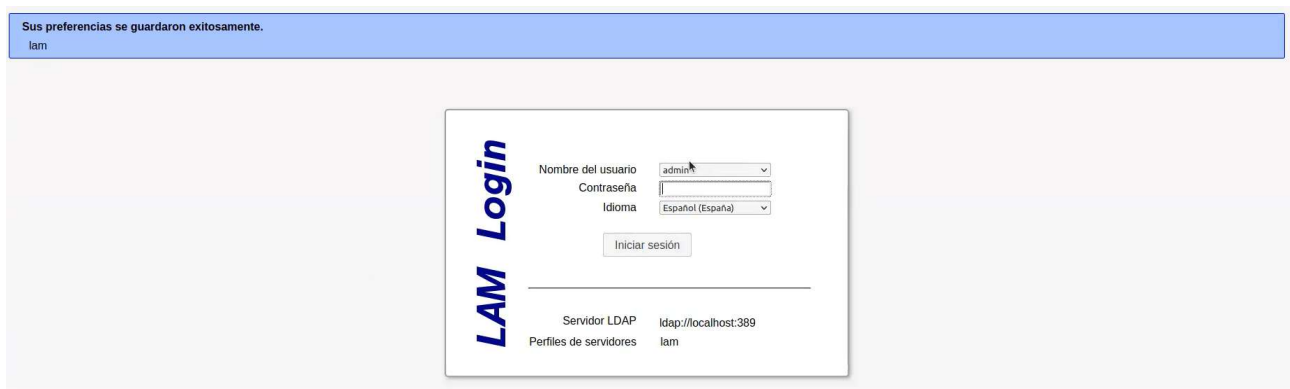 Sus preferencias se guardaron exitosamente.
lam
LAM Login
Nombre del usuario admin
Contraseña
Idioma Español (España)
Iniciar sesión
Servidor LDAP ldap://localhost:389
Perfiles de servidores lam